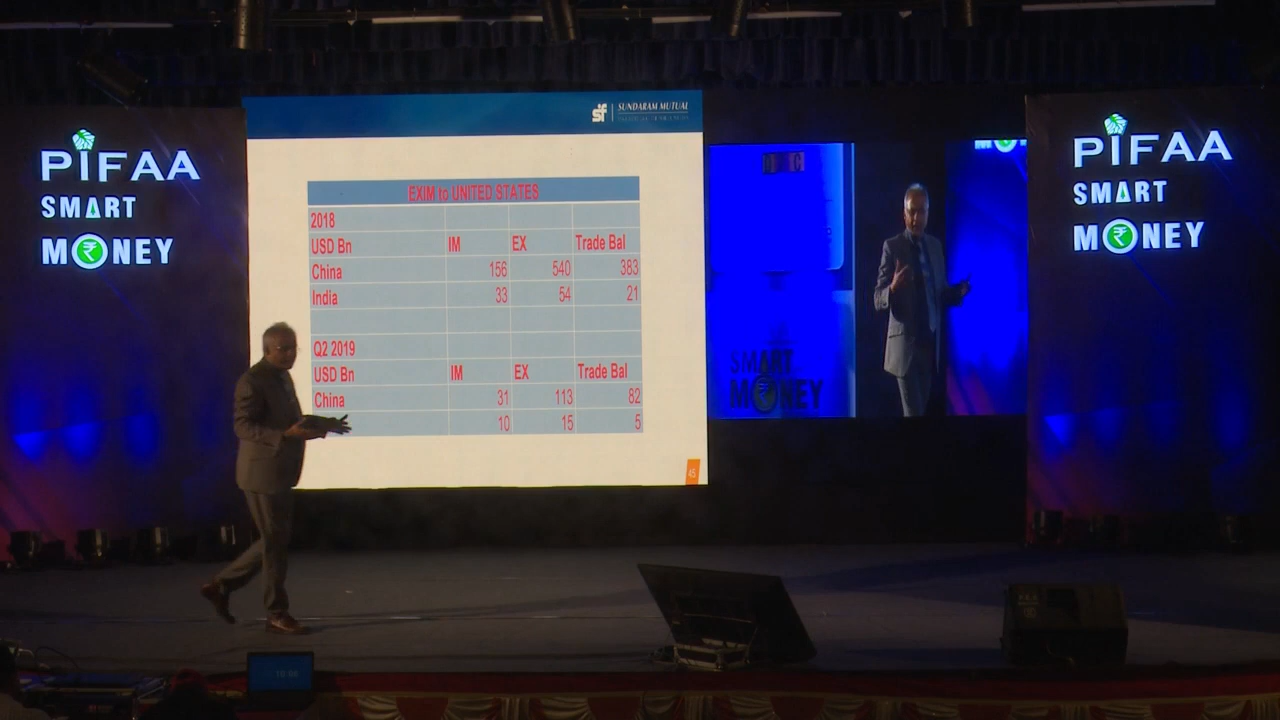 PIFAA
SMART
MONEY
SUNDARAM MUTUAL
EXIM to UNITED STATES
2018
USD Bn IM EX Trade Bal
China 156 540 383
India 33 54 21
Q2 2019
USD Bn IM EX Trade Bal
China 31 113 82
10 15 5
SMART
MONEY
PIFAA
SMART
MONEY